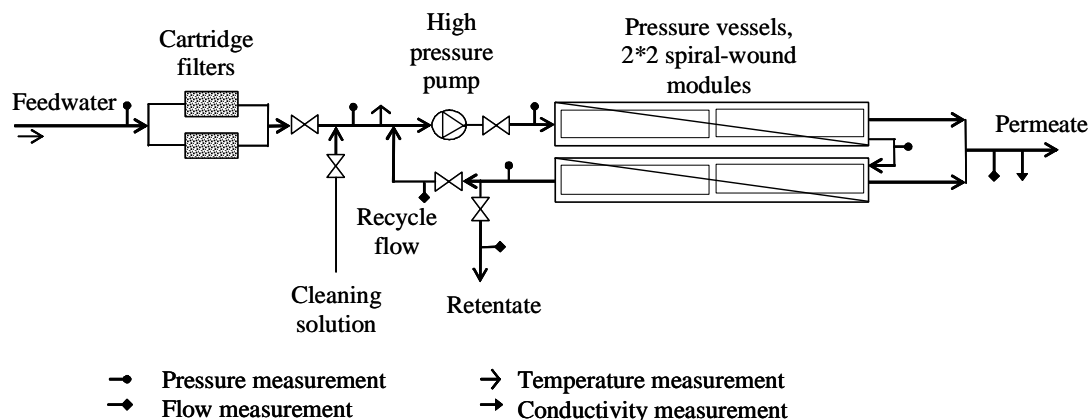 Cartridge
filters
High
pressure
pump
Pressure vessels,
2*2 spiral-wound
modules
Feedwater
Permeate
Recycle
flow
Cleaning
solution
Retentate
Pressure measurement
Temperature measurement
Flow measurement
Conductivity measurement